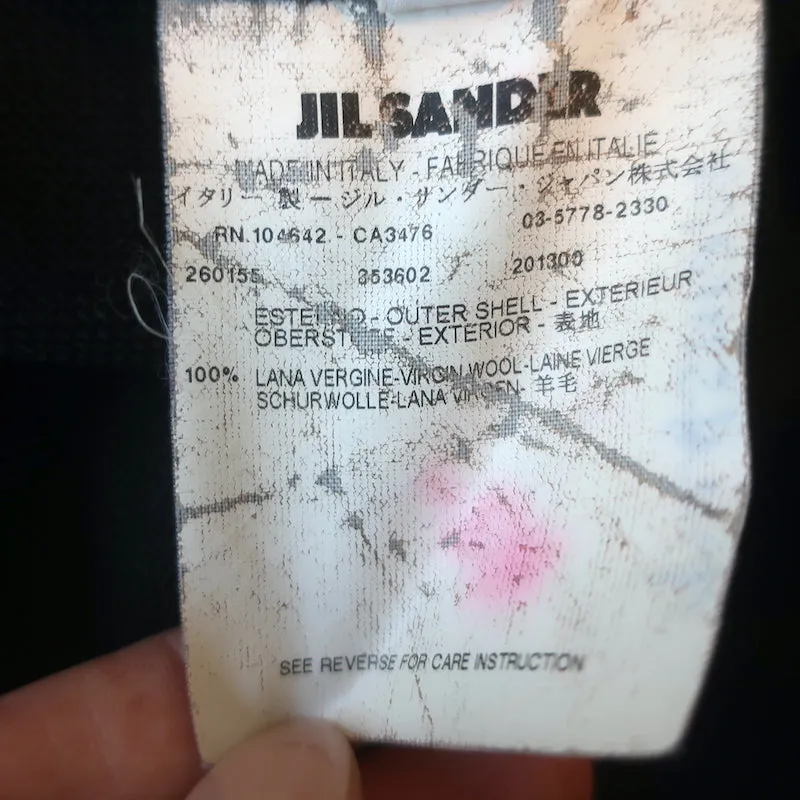 JIL SANDER
MADE IN ITALY - FABRIQUE EN ITALIE
イタリー 製 ー ジル・サンダー・ジャパン株式会社
03-5778-2330
RN.104642 - CA3476
260155 353602 201300
ESTERNO - OUTER SHELL - EXTERIEUR
OBERSTOFF - EXTERIOR - 表地
100% LANA VERGINE-VIRGIN WOOL-LAINE VIERGE
SCHURWOLLE-LANA VIRGEN- 羊毛
SEE REVERSE FOR CARE INSTRUCTION